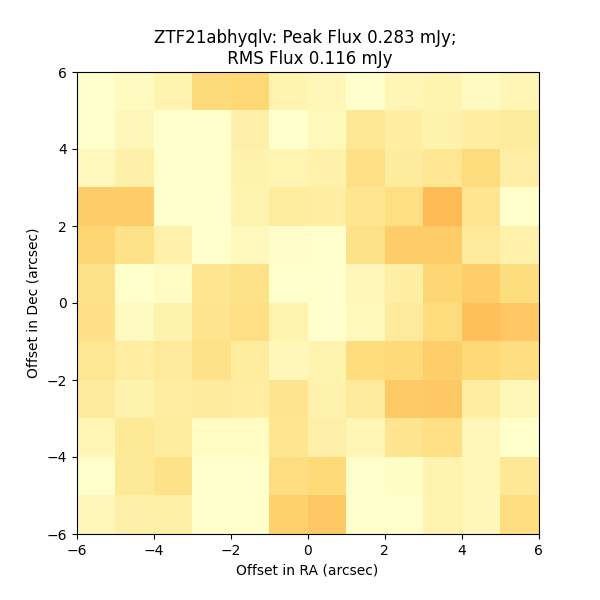 ZTF21abhyqlv: Peak Flux 0.283 mJy;
RMS Flux 0.116 mJy
6
4
2
0
−2
−4
−6
Offset in Dec (arcsec)
−6 −4 −2 0 2 4 6
Offset in RA (arcsec)